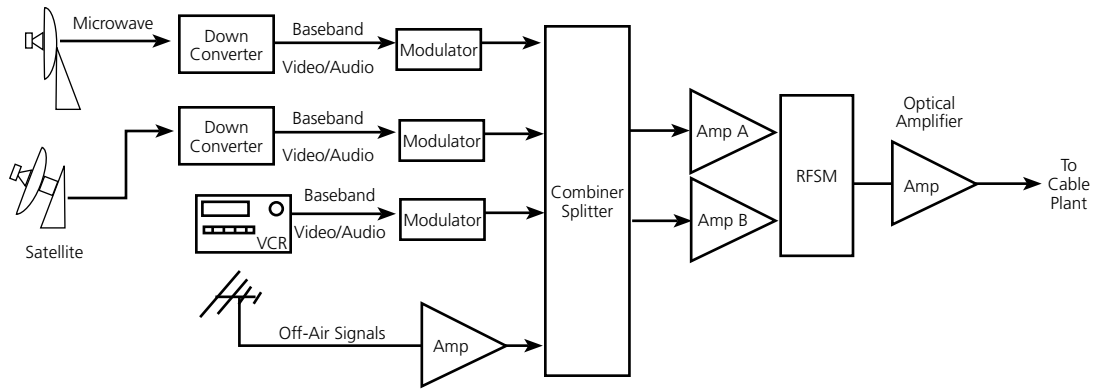 Microwave
Down
Converter
Baseband
Video/Audio
Modulator
Down
Converter
Baseband
Video/Audio
Modulator
Satellite
VCR
Baseband
Video/Audio
Modulator
Off-Air Signals
Amp
Combiner
Splitter
Amp A
Amp B
RFSM
Optical
Amplifier
Amp
To
Cable
Plant